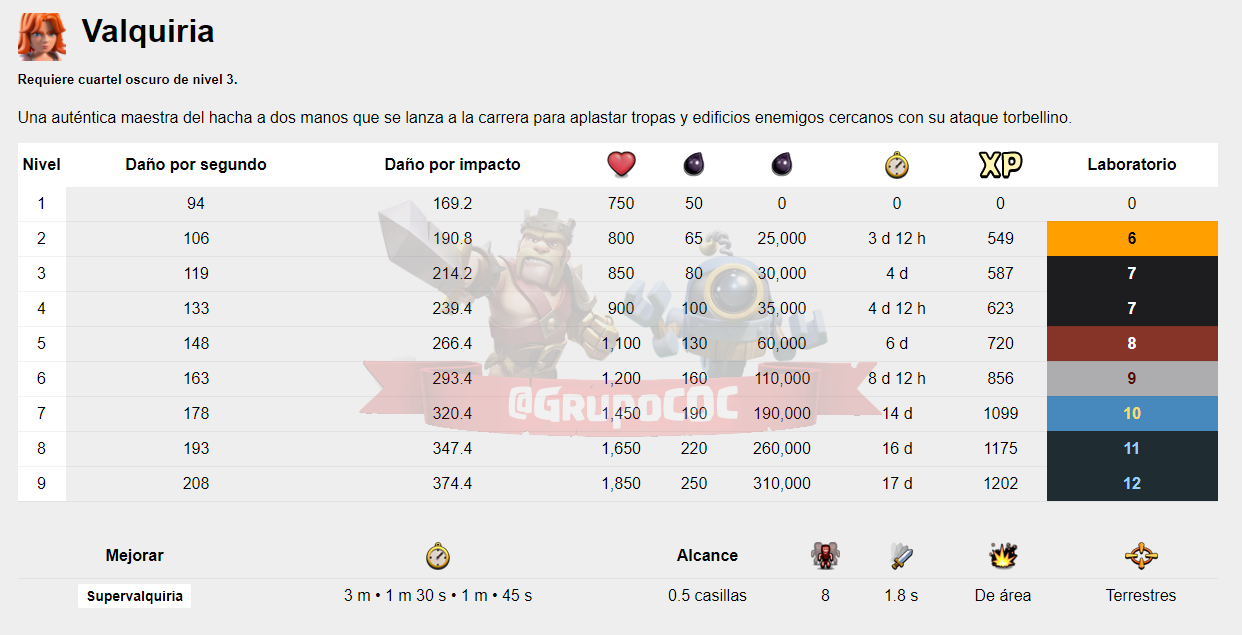 Valquiria
Requiere cuartel oscuro de nivel 3.
Una auténtica maestra del hacha a dos manos que se lanza a la carrera para aplastar tropas y edificios enemigos cercanos con su ataque torbellino.
Nivel Daño por segundo Daño por impacto XP Laboratorio
1 94 169.2 750 50 0 0 0 0
2 106 190.8 800 65 25,000 3 d 12 h 549 6
3 119 214.2 850 80 30,000 4 d 587 7
4 133 239.4 900 100 35,000 4 d 12 h 623 7
5 148 266.4 1,100 130 60,000 6 d 720 8
6 163 293.4 1,200 160 110,000 8 d 12 h 856 9
7 178 320.4 1,450 190 190,000 14 d 1099 10
8 193 347.4 1,650 220 260,000 16 d 1175 11
9 208 374.4 1,850 250 310,000 17 d 1202 12
@GrupoCOC
Mejorar Alcance
Supervalquiria 3 m • 1 m 30 s • 1 m • 45 s 0.5 casillas 8 1.8 s De área Terrestres